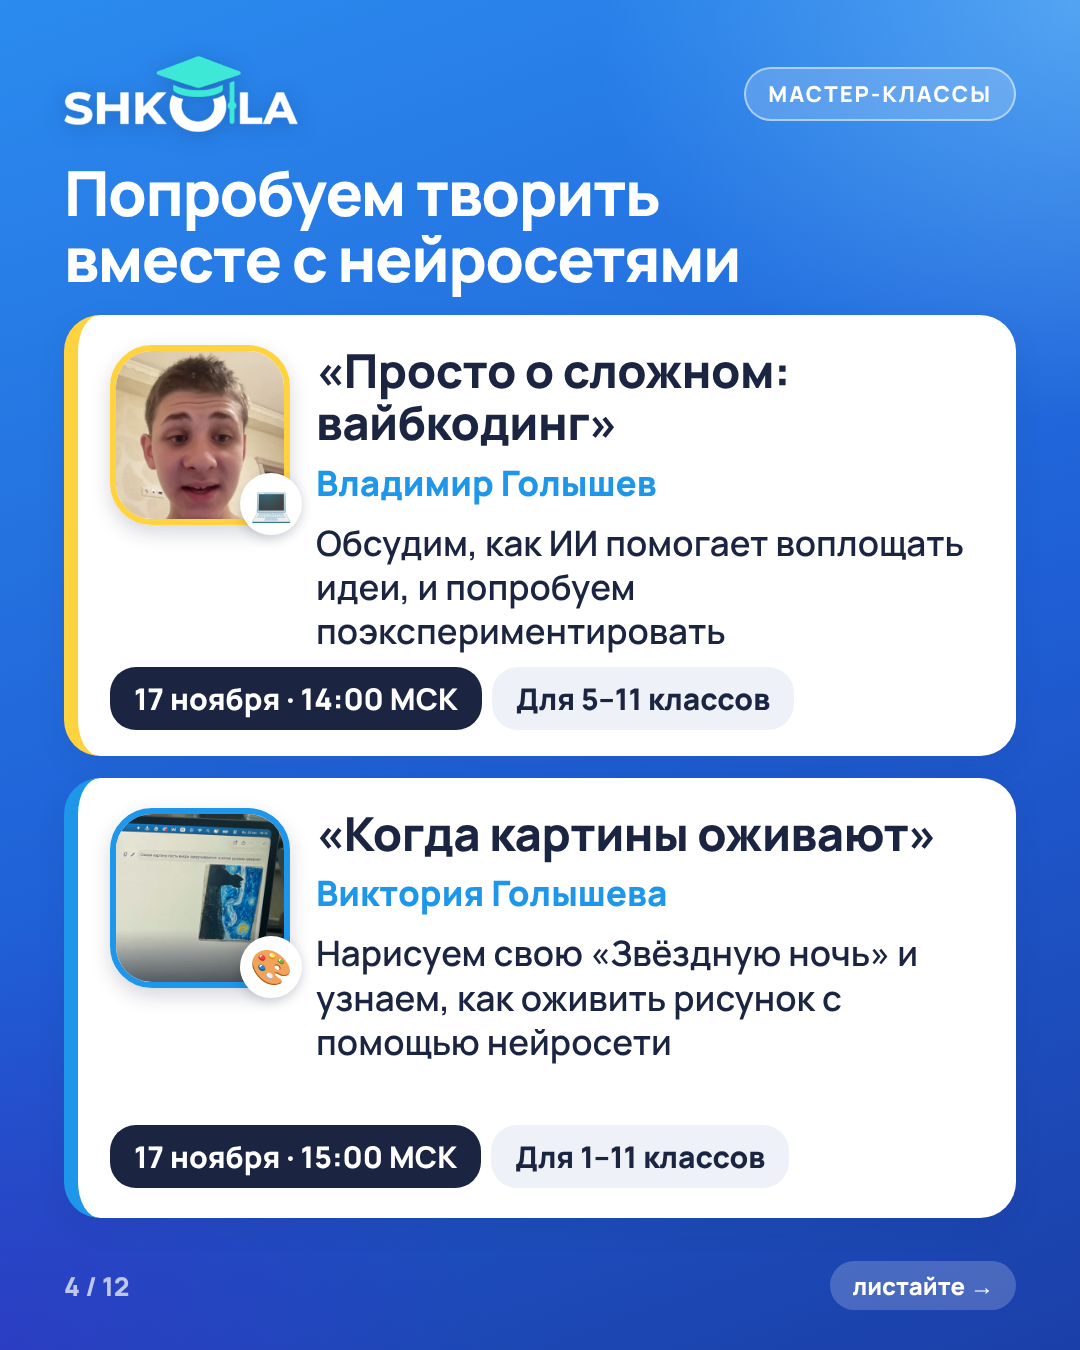 SHKOLA
МАСТЕР-КЛАССЫ
Попробуем творить
вместе с нейросетями
«Просто о сложном:
вайбкодинг»
Владимир Голышев
Обсудим, как ИИ помогает воплощать
идеи, и попробуем
поэкспериментировать
17 ноября · 14:00 МСК
Для 5–11 классов
«Когда картины оживают»
Виктория Голышева
Нарисуем свою «Звёздную ночь» и
узнаем, как оживить рисунок с
помощью нейросети
17 ноября · 15:00 МСК
Для 1–11 классов
4 / 12
листайте →